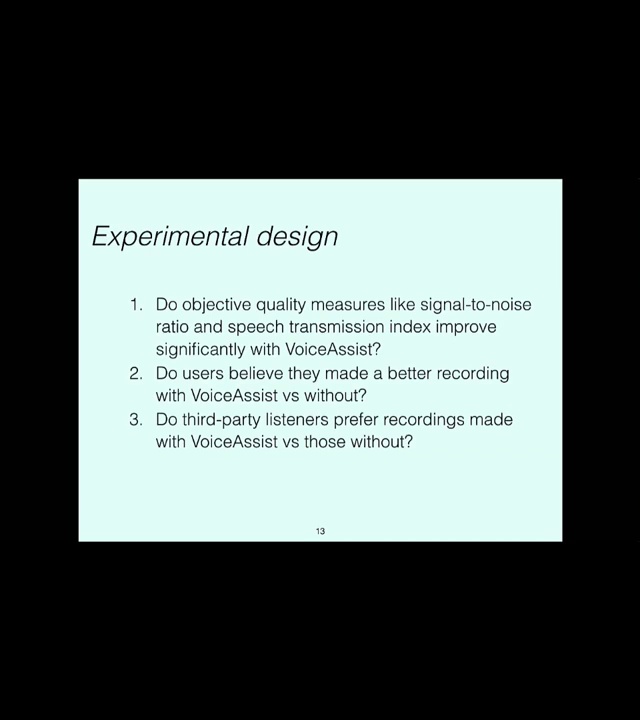 Experimental design
1. Do objective quality measures like signal-to-noise
ratio and speech transmission index improve
significantly with VoiceAssist?
2. Do users believe they made a better recording
with VoiceAssist vs without?
3. Do third-party listeners prefer recordings made
with VoiceAssist vs those without?
13